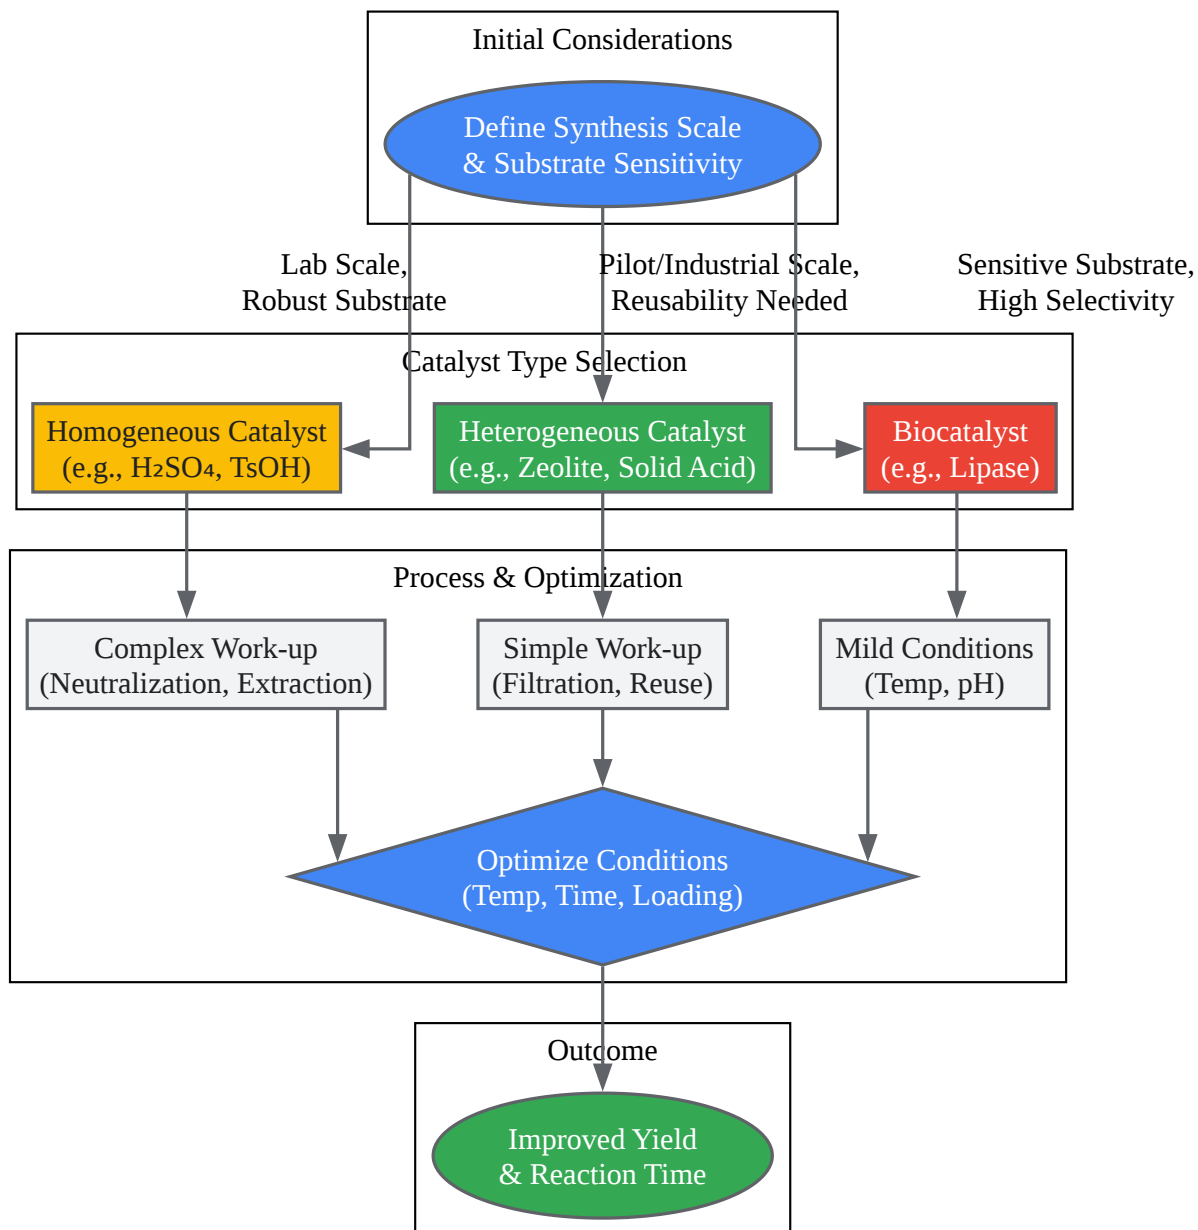 Initial Considerations
Define Synthesis Scale
& Substrate Sensitivity
Lab Scale,
Robust Substrate
Pilot/Industrial Scale,
Reusability Needed
Sensitive Substrate,
High Selectivity
Catalyst Type Selection
Homogeneous Catalyst
(e.g., H₂SO₄, TsOH)
Heterogeneous Catalyst
(e.g., Zeolite, Solid Acid)
Biocatalyst
(e.g., Lipase)
Process & Optimization
Complex Work-up
(Neutralization, Extraction)
Simple Work-up
(Filtration, Reuse)
Mild Conditions
(Temp, pH)
Optimize Conditions
(Temp, Time, Loading)
Outcome
Improved Yield
& Reaction Time